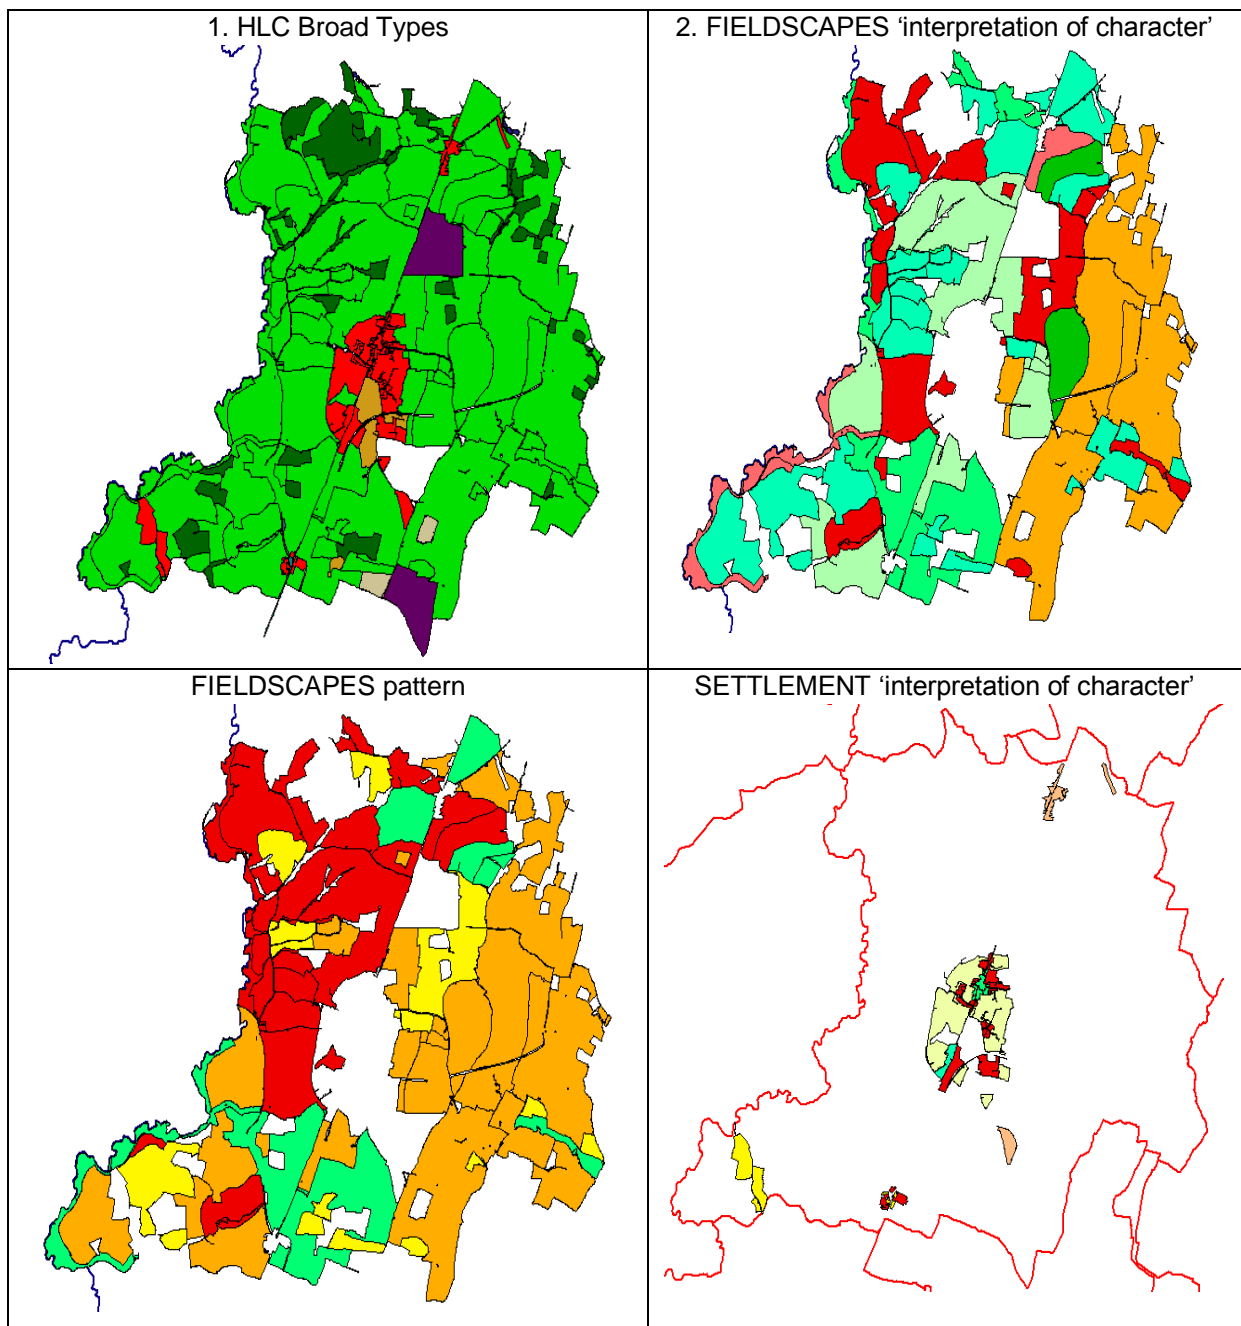 1. HLC Broad Types
2. FIELDSCAPES ‘interpretation of character’
FIELDSCAPES pattern
SETTLEMENT ‘interpretation of character’